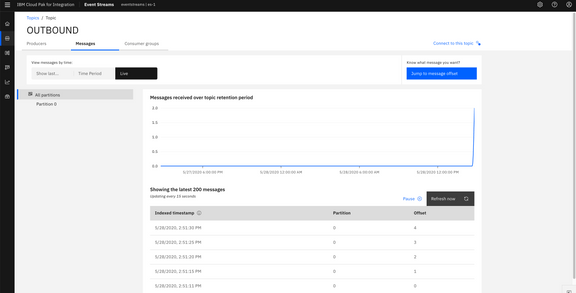 IBM Cloud Pak for Integration Event Streams eventstreams / es-1
Topics / Topic
OUTBOUND
Producers Messages Consumer groups
Connect to this topic
View messages by time:
Know what message you want?
Show last... Time Period Live
Jump to message offset
All partitions
Partition 0
Messages received over topic retention period
2.0
1.5
1.0
0.5
0.0
5/27/2020 6:00:00 PM 5/28/2020 12:00:00 AM 5/28/2020 6:00:00 AM 5/28/2020 12:00:00 PM
Showing the latest 200 messages
Updating every 15 seconds
Pause Refresh now
Indexed timestamp Partition Offset
5/28/2020, 2:51:30 PM 0 4
5/28/2020, 2:51:25 PM 0 3
5/28/2020, 2:51:20 PM 0 2
5/28/2020, 2:51:15 PM 0 1
5/28/2020, 2:51:11 PM 0 0